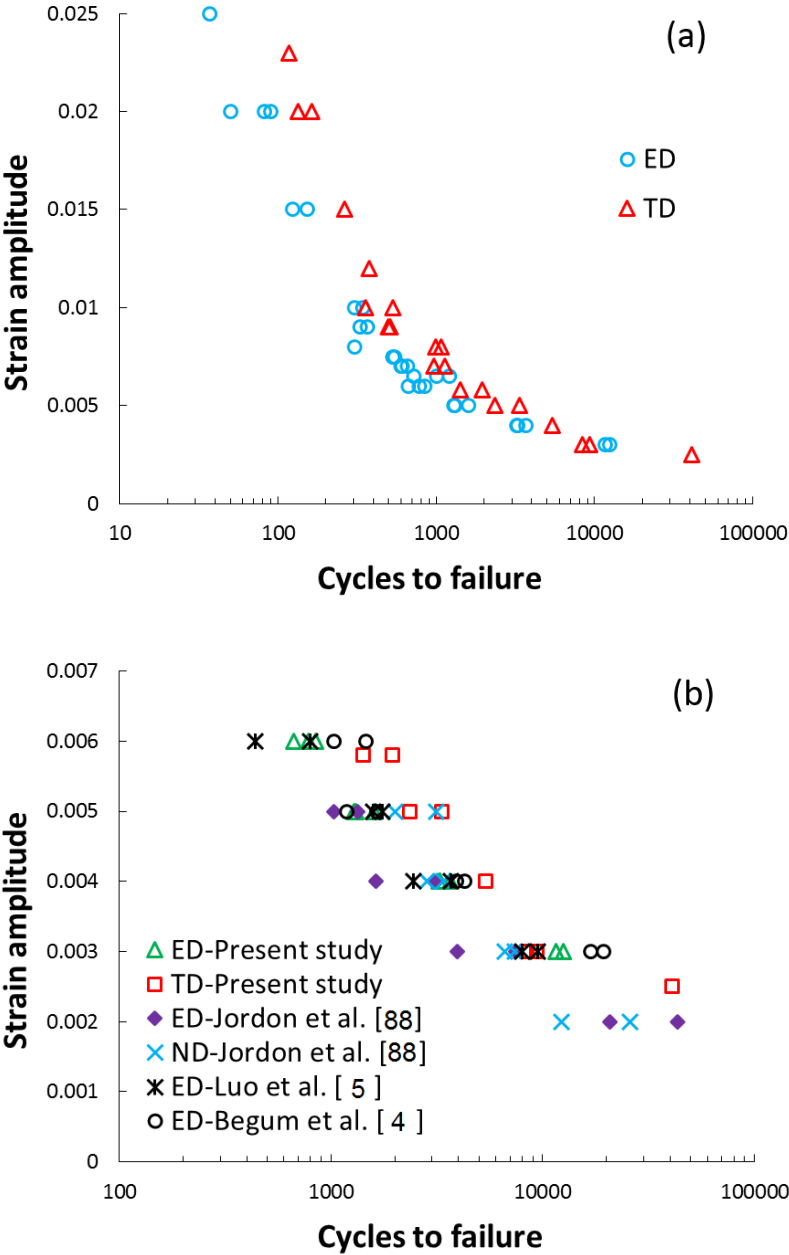 0.025
(a)
0.02
ED
0.015
TD
0.01
0.005
0
Strain amplitude
10 100 1000 10000 100000
Cycles to failure
0.007
(b)
0.006
0.005
0.004
0.003
ED-Present study
TD-Present study
0.002
ED-Jordon et al. [88]
ND-Jordon et al. [88]
0.001
ED-Luo et al. [ 5 ]
ED-Begum et al. [ 4 ]
0
Strain amplitude
100 1000 10000 100000
Cycles to failure